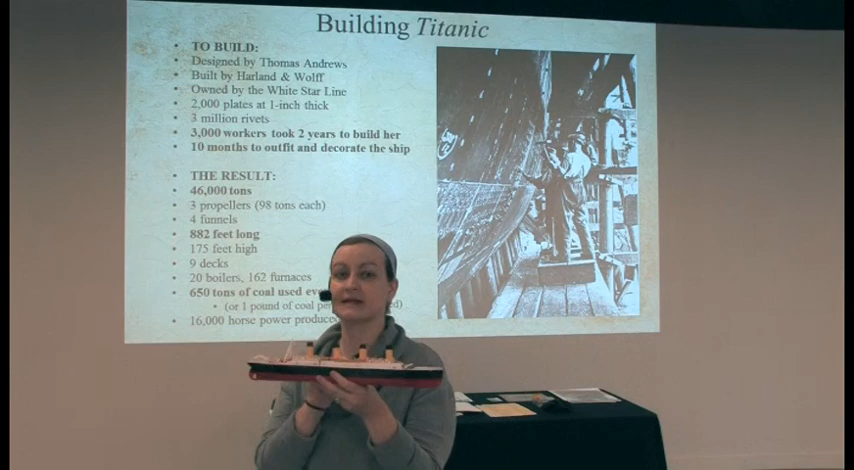 Building Titanic
• TO BUILD:
• Designed by Thomas Andrews
• Built by Harland & Wolff
• Owned by the White Star Line
• 2,000 plates at 1-inch thick
• 3 million rivets
• 3,000 workers took 2 years to build her
• 10 months to outfit and decorate the ship
• THE RESULT:
• 46,000 tons
• 3 propellers (98 tons each)
• 4 funnels
• 882 feet long
• 175 feet high
• 9 decks
• 20 boilers, 162 furnaces
• 650 tons of coal used
• (or 1 pound of coal
• 16,000 horse power